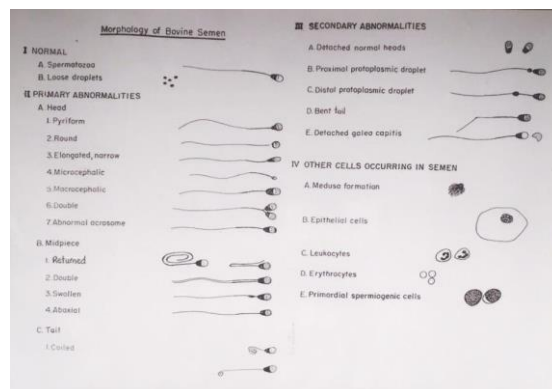 Morphology of Bovine Semen
I NORMAL
A. Spermatozoa
B. Loose droplets
II PRIMARY ABNORMALITIES
A. Head
1. Pyriform
2. Round
3. Elongated, narrow
4. Microcephalic
5. Macrocephalic
6. Double
7. Abnormal acrosome
B. Midpiece
1. Returned
2. Double
3. Swollen
4. Abaxial
C. Tail
1. Coiled
III SECONDARY ABNORMALITIES
A. Detached normal heads
B. Proximal protoplasmic droplet
C. Distal protoplasmic droplet
D. Bent tail
E. Detached galea capitis
IV OTHER CELLS OCCURRING IN SEMEN
A. Medusa formation
B. Epithelial cells
C. Leukocytes
D. Erythrocytes
E. Primordial spermiogenic cells